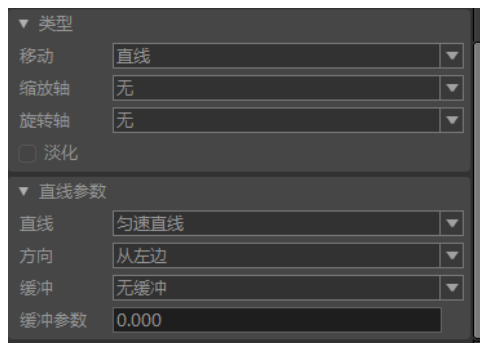 类型
移动 直线
缩放轴 无
旋转轴 无
淡化
直线参数
直线 匀速直线
方向 从左边
缓冲 无缓冲
缓冲参数 0.000